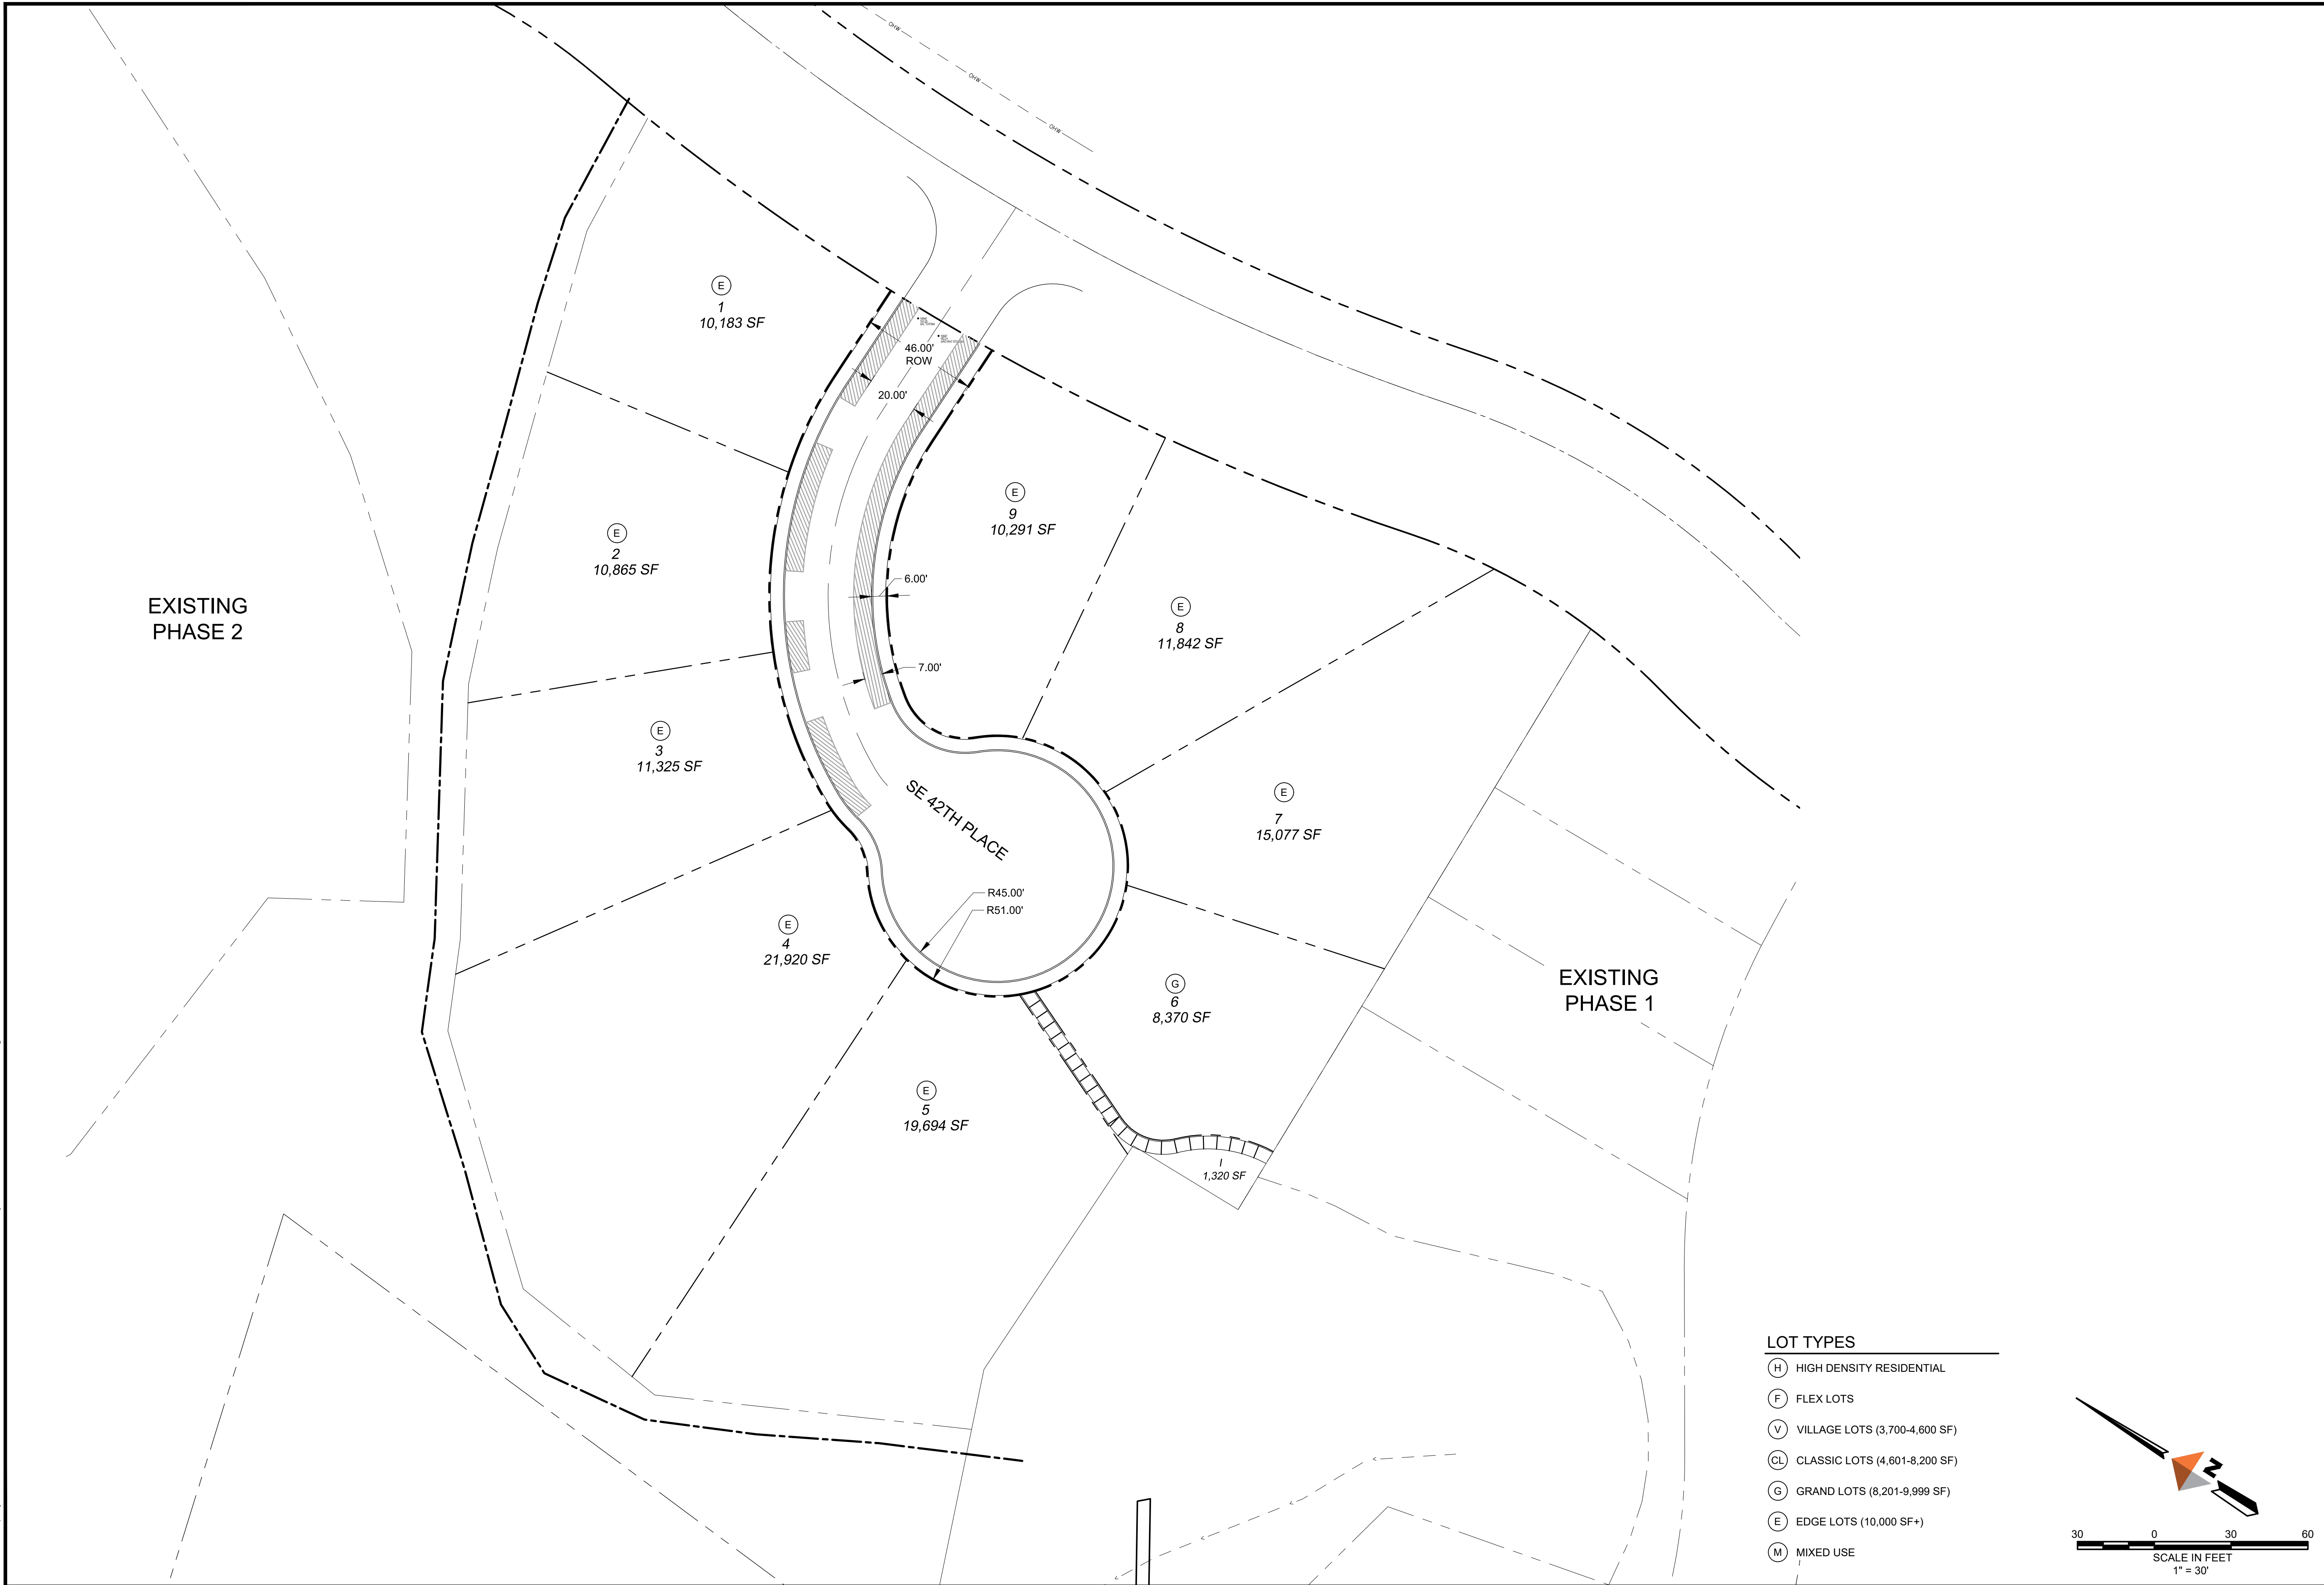 OHW
OHW
OHW
E
1
10,183 SF
46.00'
ROW
20.00'
E
9
10,291 SF
E
2
10,865 SF
6.00'
E
8
11,842 SF
EXISTING
PHASE 2
7.00'
E
3
11,325 SF
SE 42TH PLACE
E
7
15,077 SF
R45.00'
R51.00'
E
4
21,920 SF
G
6
8,370 SF
EXISTING
PHASE 1
E
5
19,694 SF
I
1,320 SF
LOT TYPES
H HIGH DENSITY RESIDENTIAL
F FLEX LOTS
V VILLAGE LOTS (3,700-4,600 SF)
CL CLASSIC LOTS (4,601-8,200 SF)
G GRAND LOTS (8,201-9,999 SF)
E EDGE LOTS (10,000 SF+)
M MIXED USE
N
30 0 30 60
SCALE IN FEET
1" = 30'